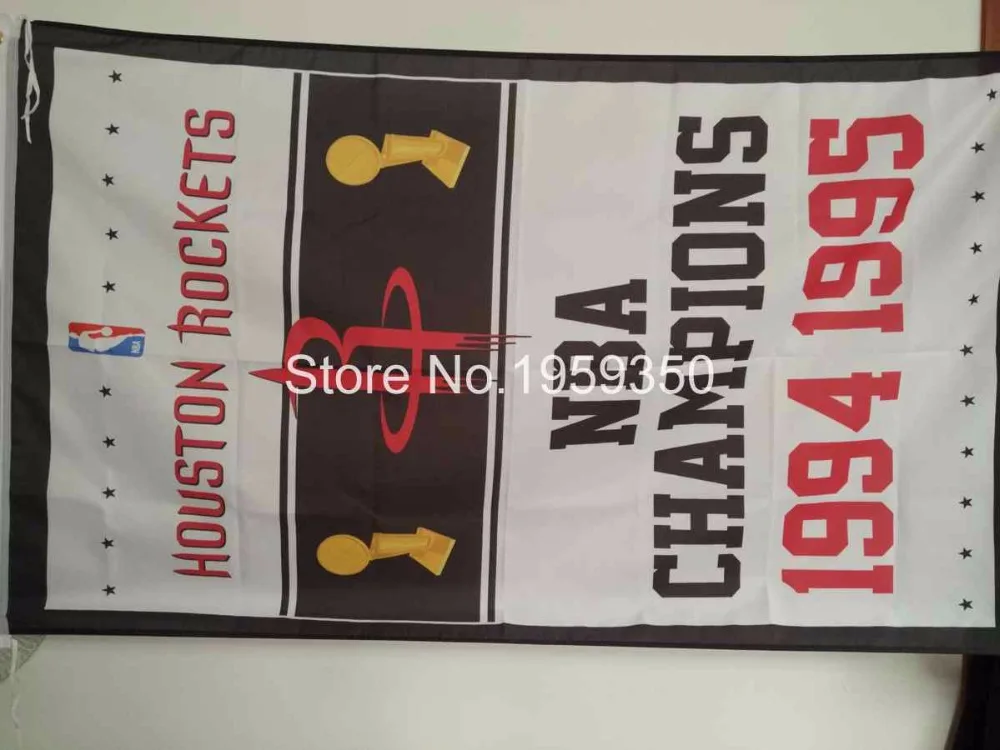 NBA
HOUSTON ROCKETS
R
NBA
CHAMPIONS
1994 1995
Store No.1959350